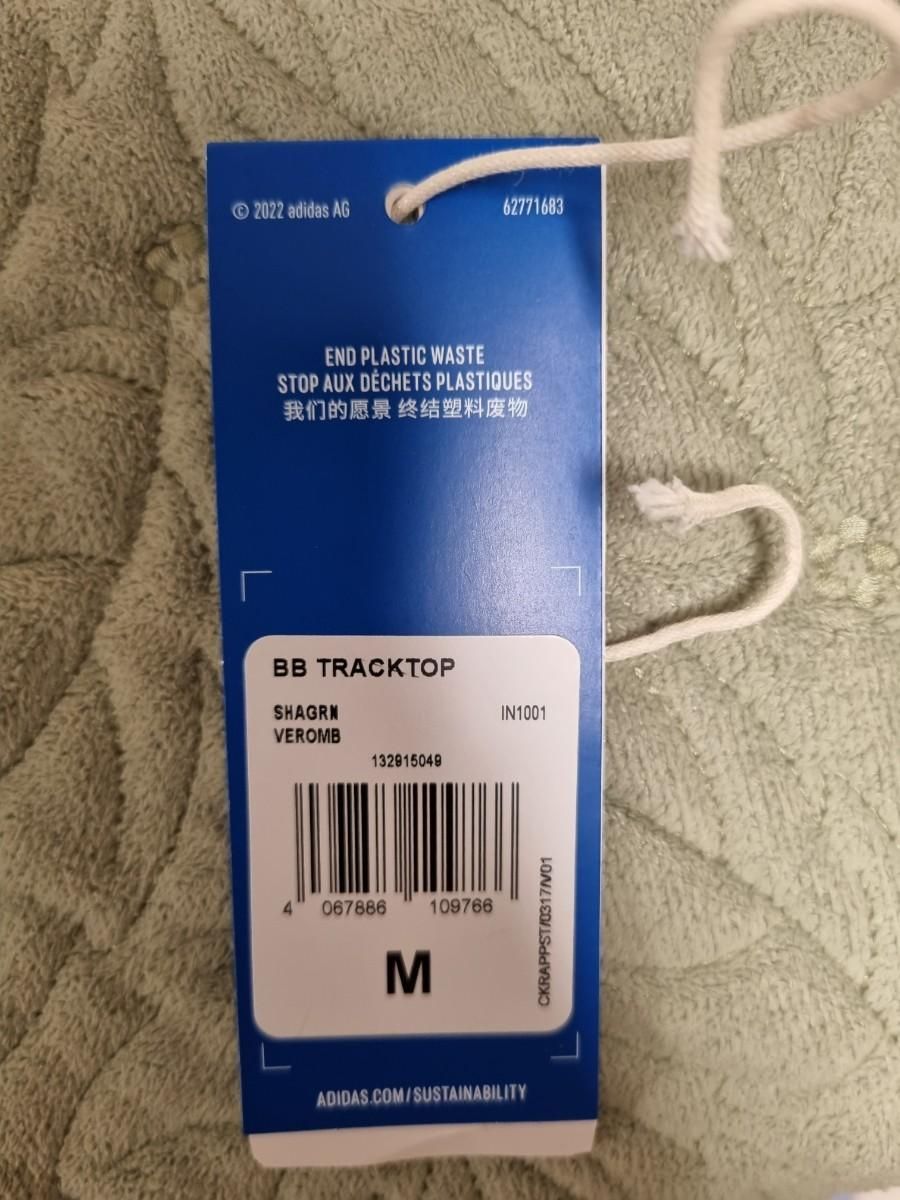 © 2022 adidas AG 62771683
END PLASTIC WASTE
STOP AUX DÉCHETS PLASTIQUES
我们的愿景 终结塑料废物
BB TRACKTOP
SHAGRN IN1001
VEROMB
132915049
4 067886 109766
M
CKRAPPST/0317/V01
ADIDAS.COM/SUSTAINABILITY